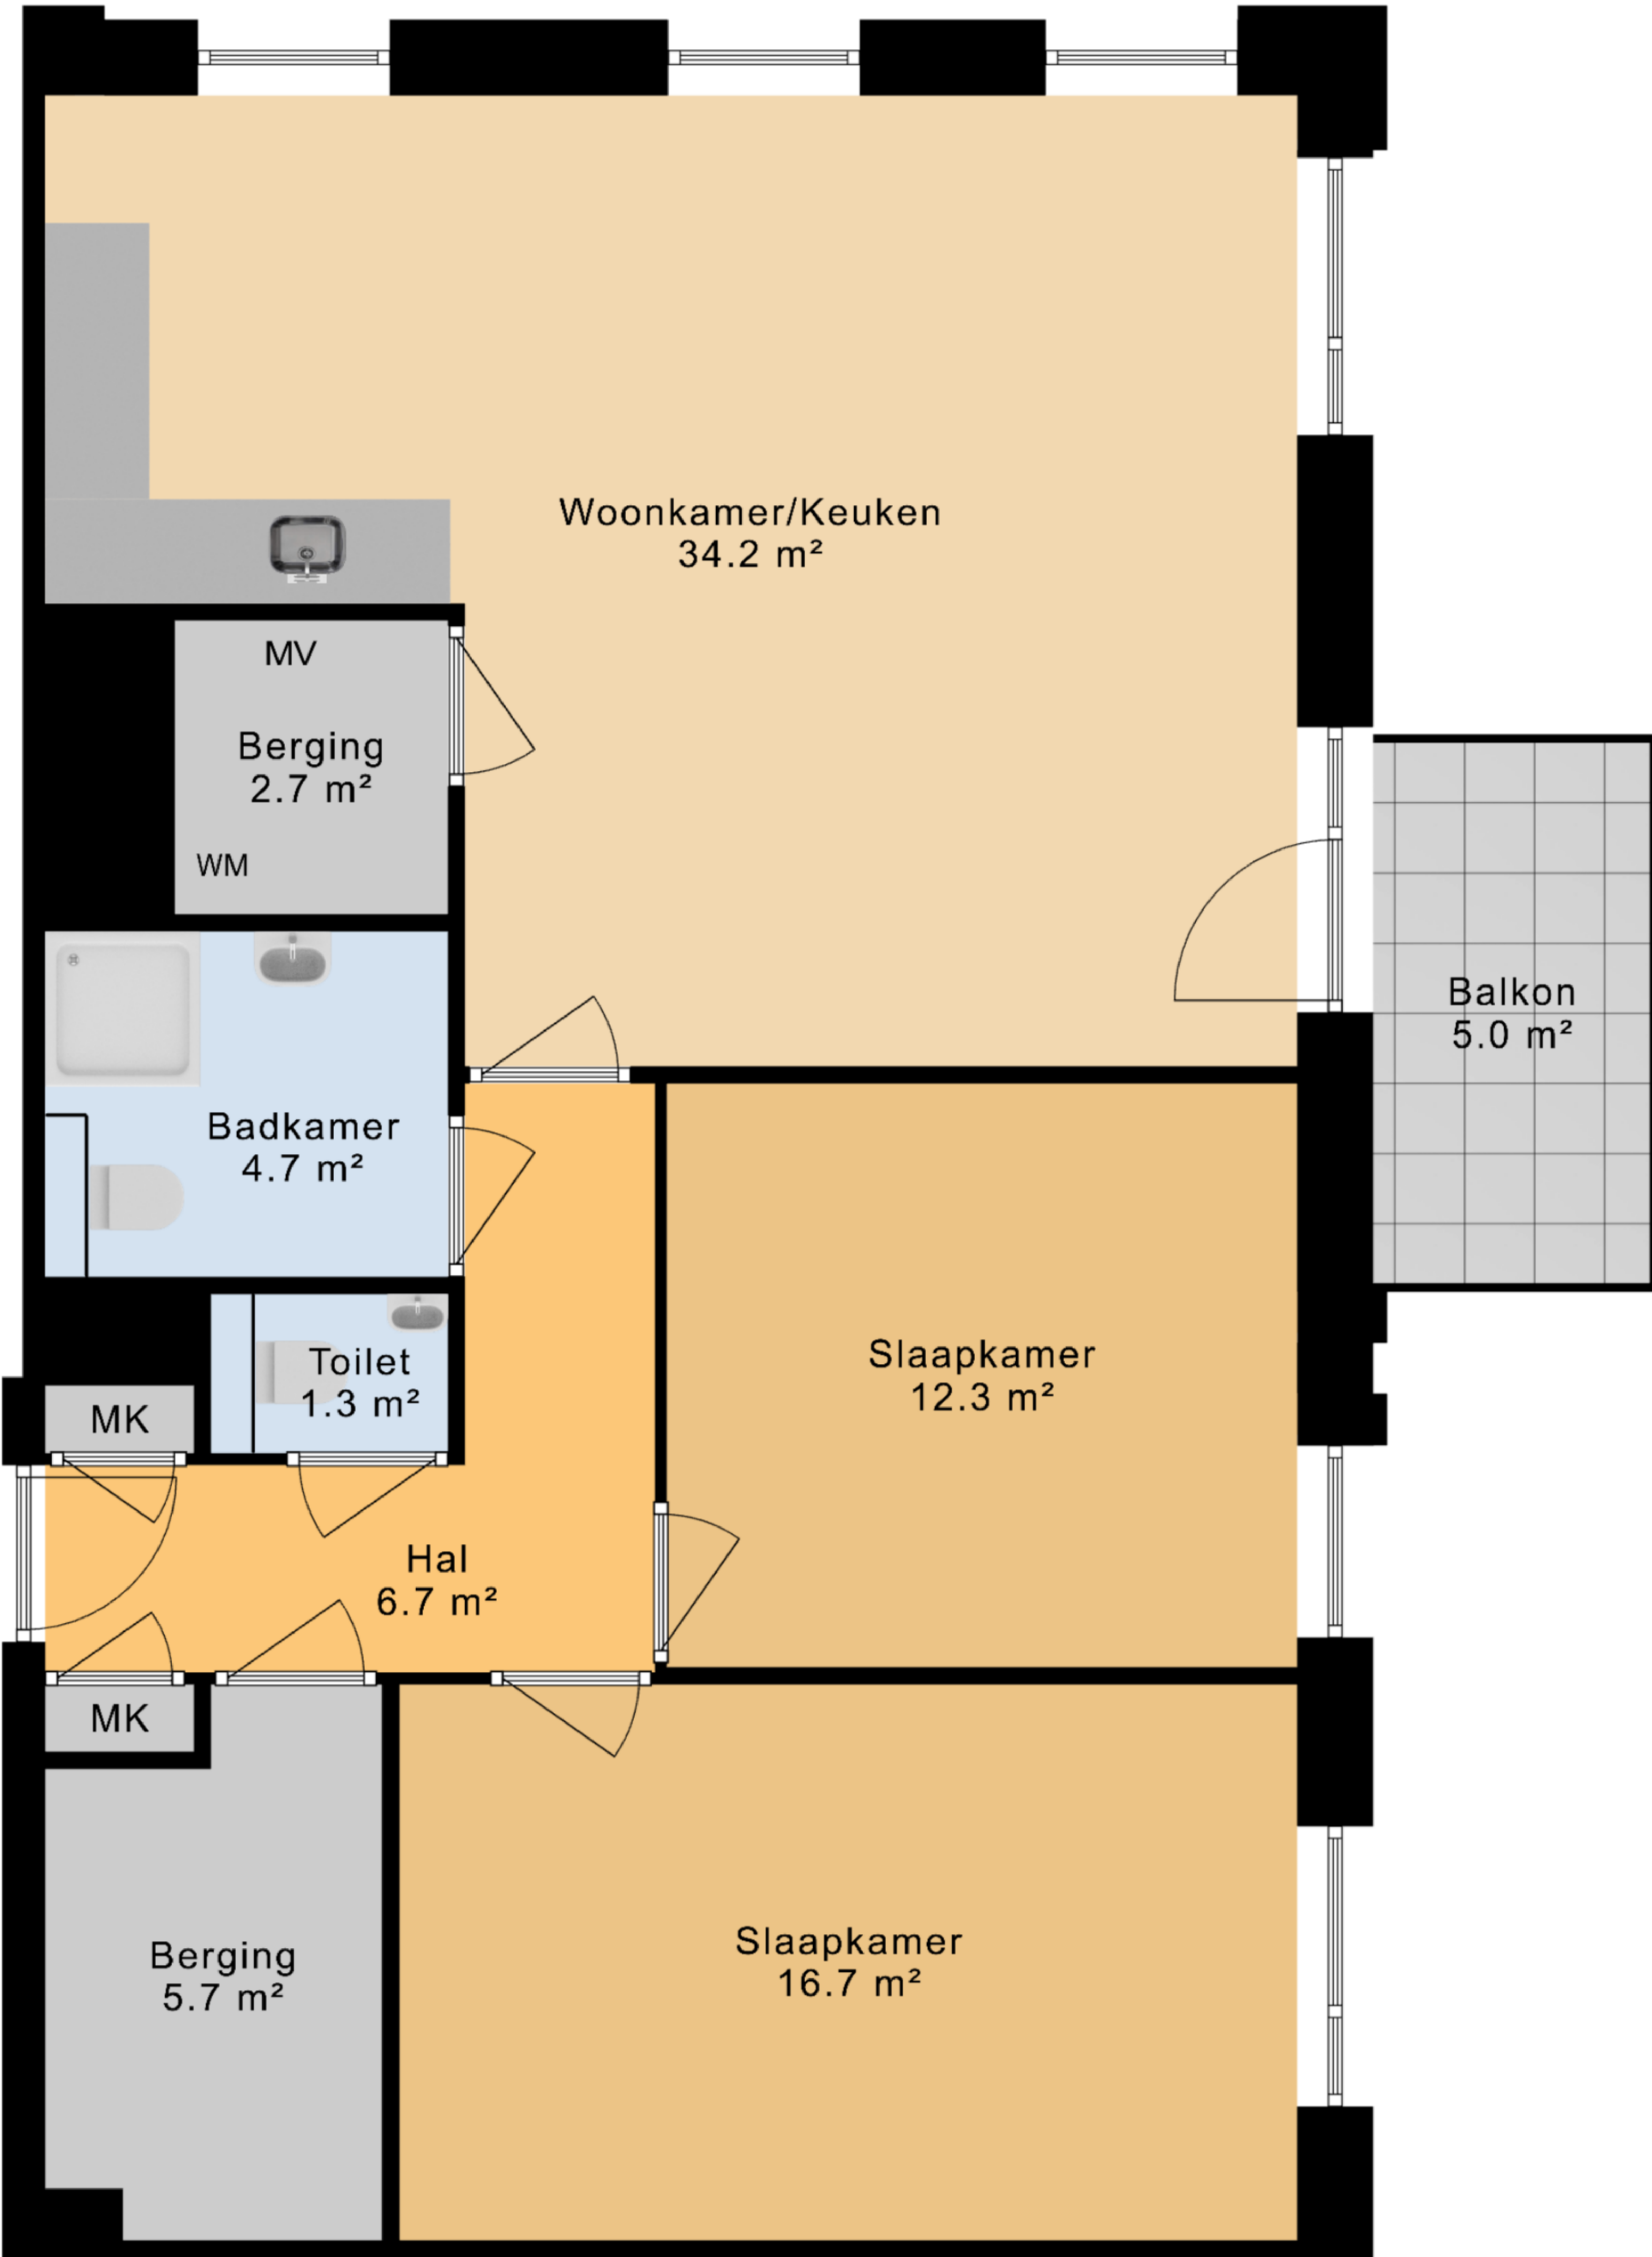 Woonkamer/Keuken
34.2 m²
MV
Berging
2.7 m²
WM
Balkon
5.0 m²
Badkamer
4.7 m²
Toilet
1.3 m²
Slaapkamer
12.3 m²
MK
Hal
6.7 m²
MK
Berging
5.7 m²
Slaapkamer
16.7 m²